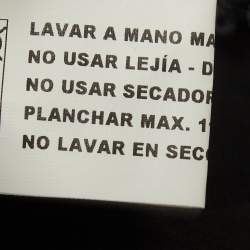 LAVAR A MANO MA
NO USAR LEJÍA - D
NO USAR SECADOR
PLANCHAR MAX. 1
NO LAVAR EN SEC